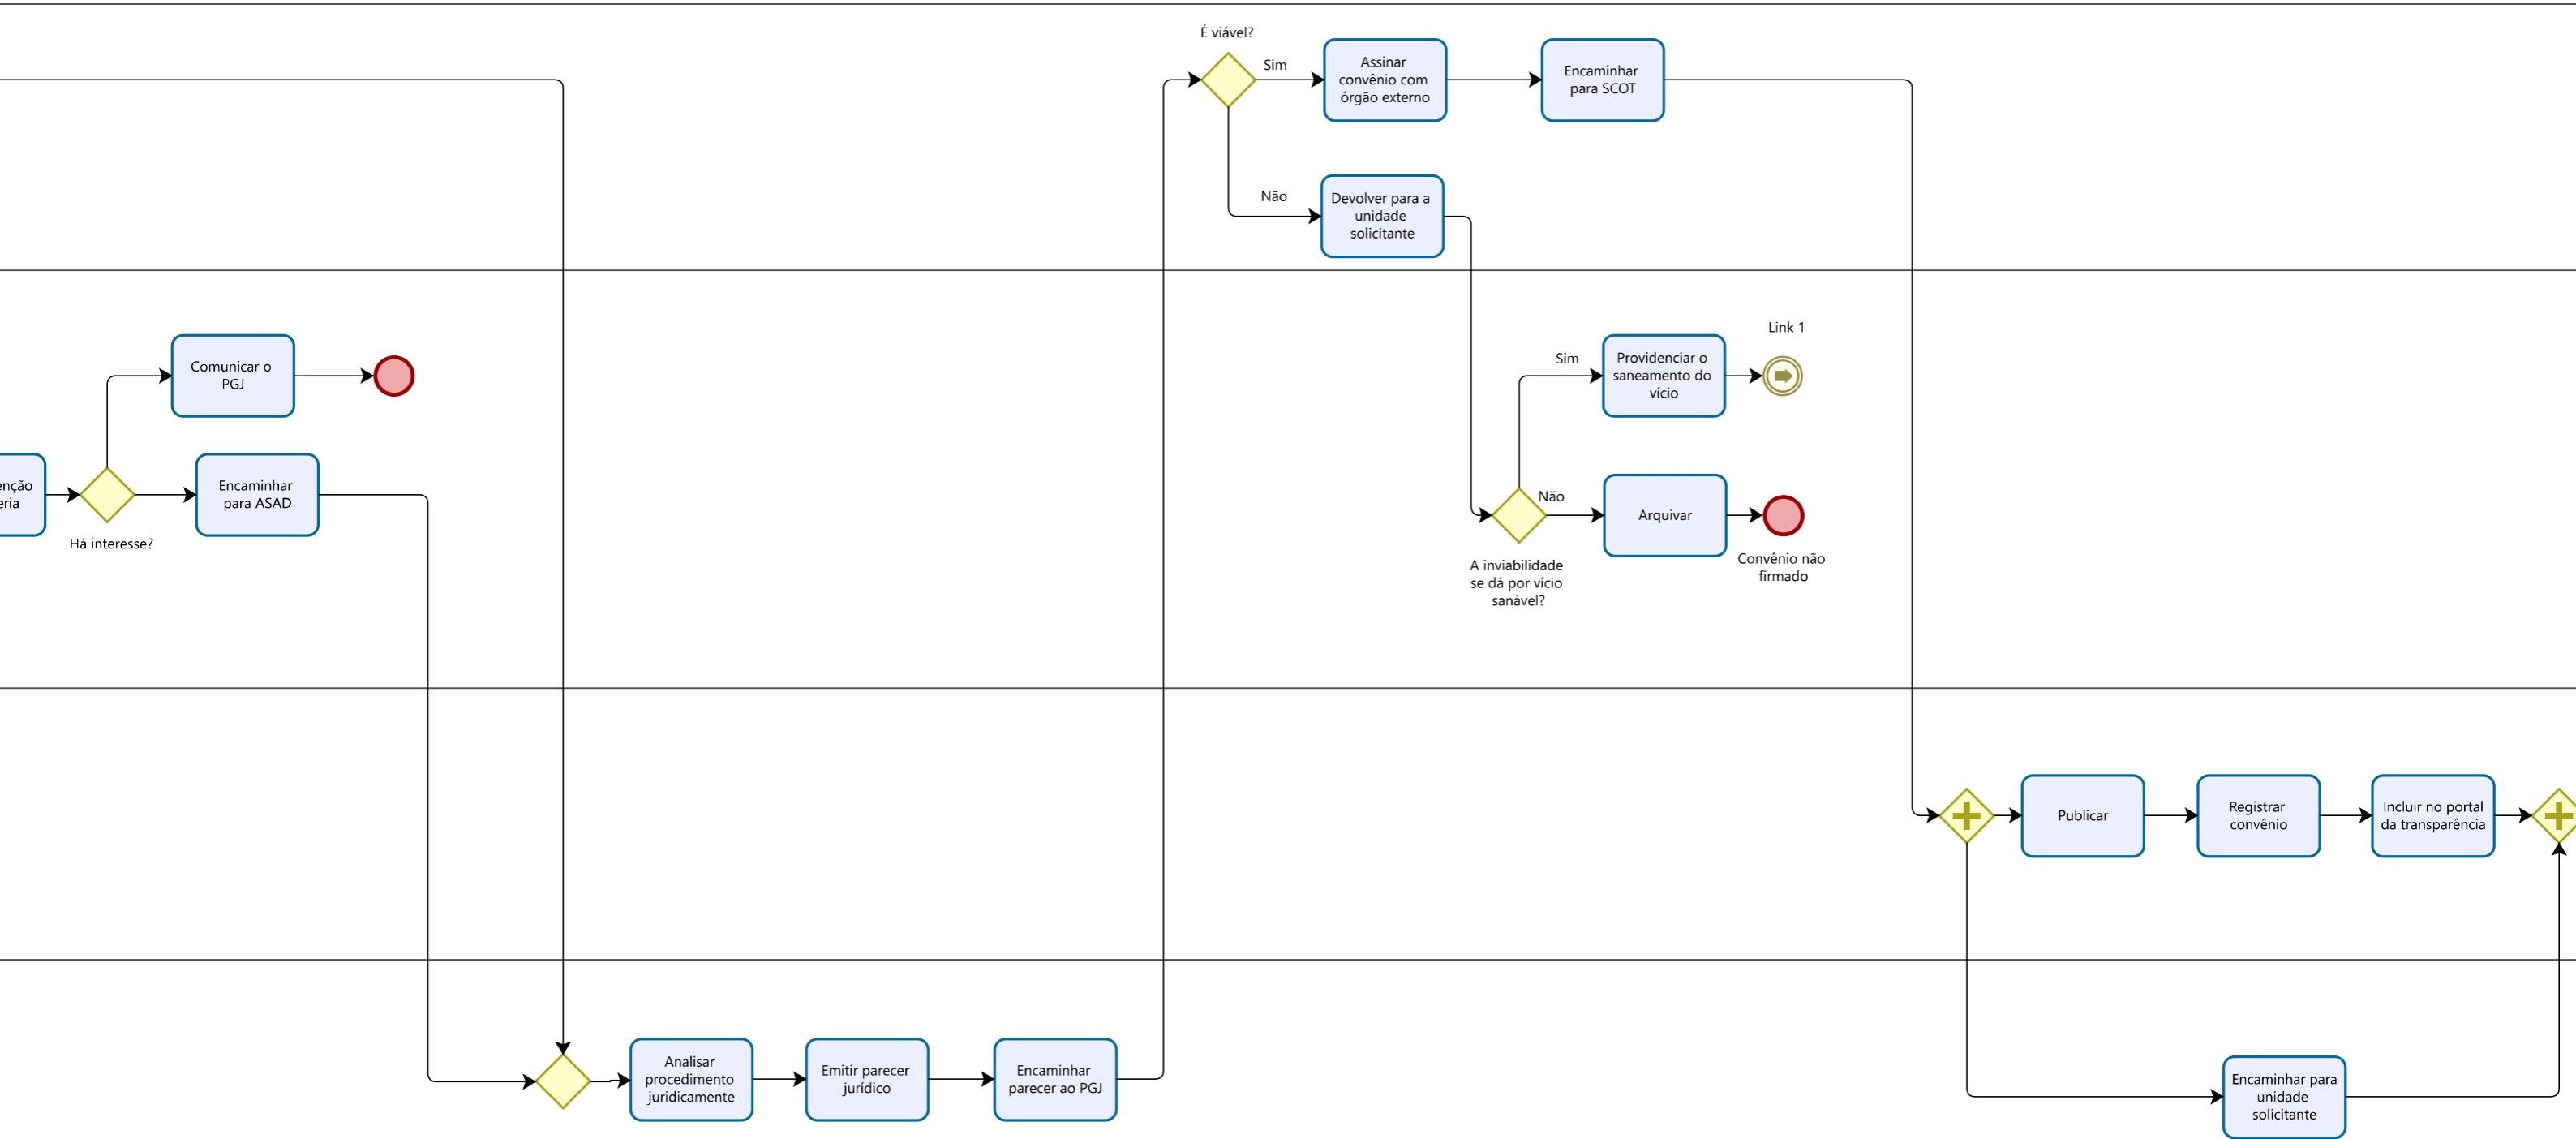 É viável?
Sim
Assinar
convênio com
órgão externo
Encaminhar
para SCOT
Não
Devolver para a
unidade
solicitante
Comunicar o
PGJ
Há interesse?
Encaminhar
para ASAD
Link 1
Sim
Providenciar o
saneamento do
vício
Não
Arquivar
A inviabilidade
se dá por vício
sanável?
Convênio não
firmado
Publicar
Registrar
convênio
Incluir no portal
da transparência
Analisar
procedimento
juridicamente
Emitir parecer
jurídico
Encaminhar
parecer ao PGJ
Encaminhar para
unidade
solicitante